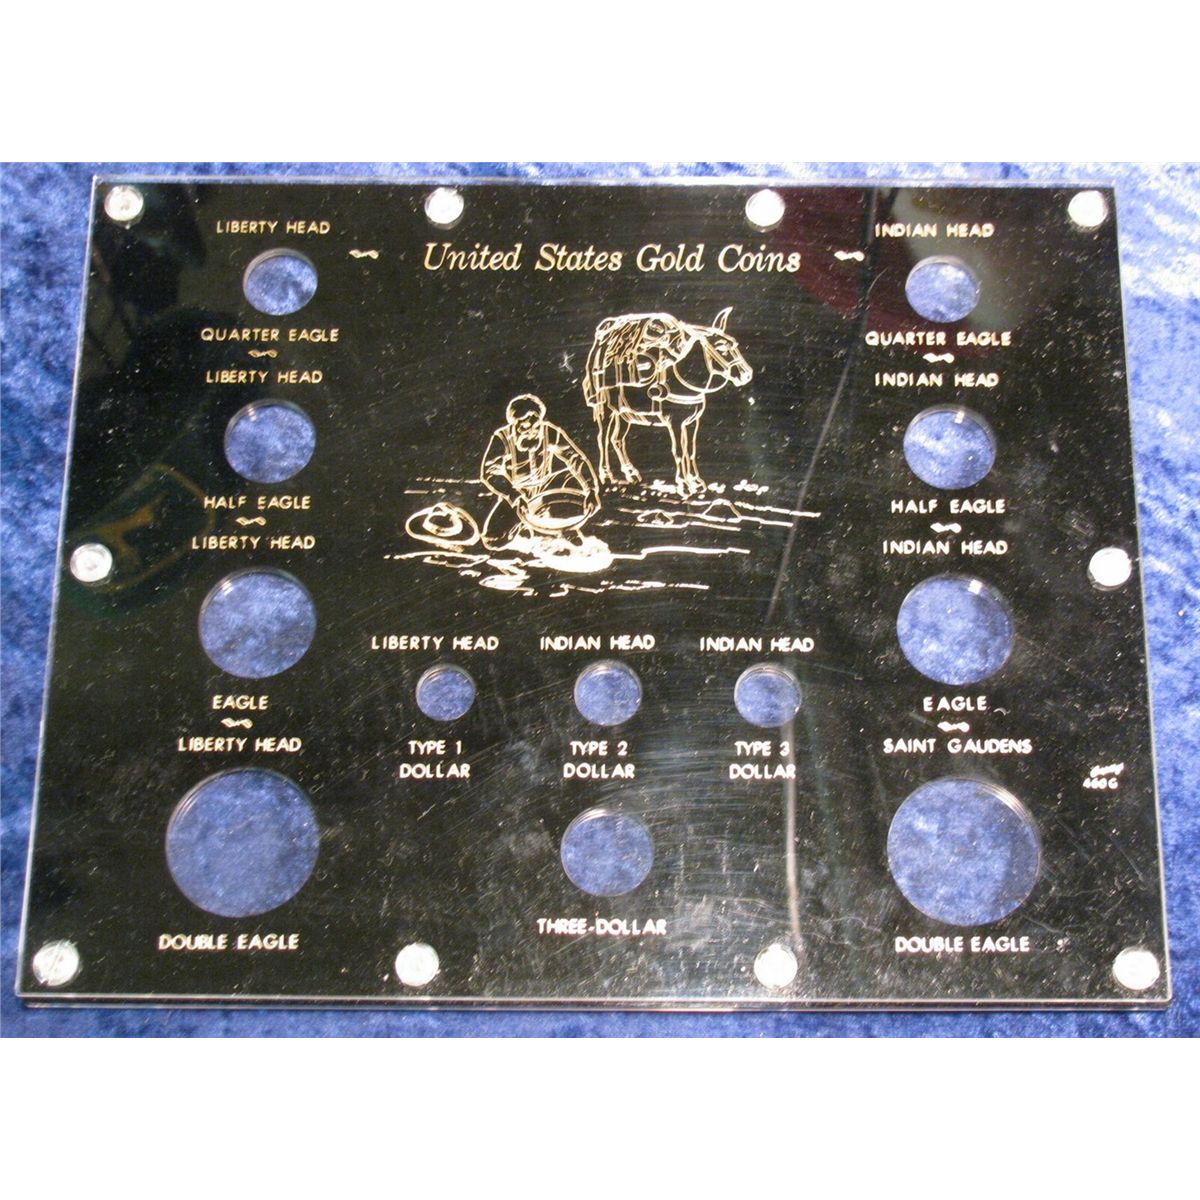 United States Gold Coins
LIBERTY HEAD
QUARTER EAGLE
LIBERTY HEAD
HALF EAGLE
LIBERTY HEAD
EAGLE
LIBERTY HEAD
DOUBLE EAGLE
LIBERTY HEAD
TYPE 1
DOLLAR
INDIAN HEAD
TYPE 2
DOLLAR
INDIAN HEAD
TYPE 3
DOLLAR
THREE-DOLLAR
INDIAN HEAD
QUARTER EAGLE
INDIAN HEAD
HALF EAGLE
INDIAN HEAD
EAGLE
SAINT GAUDENS
DOUBLE EAGLE